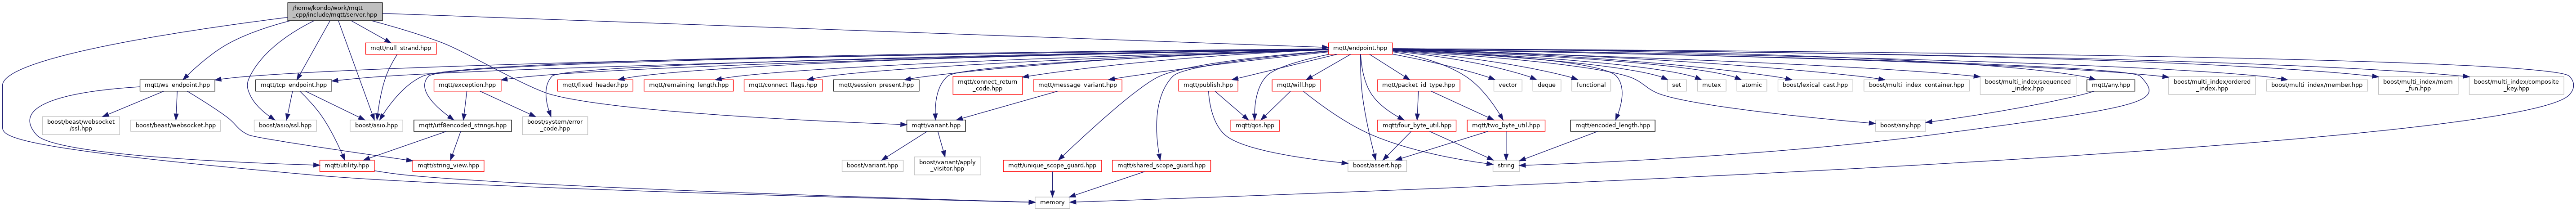 /home/kondo/work/mqtt
_cpp/include/mqtt/server.hpp
mqtt/null_strand.hpp
mqtt/endpoint.hpp
mqtt/ws_endpoint.hpp
mqtt/tcp_endpoint.hpp
mqtt/exception.hpp
mqtt/fixed_header.hpp
mqtt/remaining_length.hpp
mqtt/connect_flags.hpp
mqtt/session_present.hpp
mqtt/connect_return
_code.hpp
mqtt/message_variant.hpp
mqtt/publish.hpp
mqtt/will.hpp
mqtt/packet_id_type.hpp
vector
deque
functional
set
mutex
atomic
boost/lexical_cast.hpp
boost/multi_index_container.hpp
boost/multi_index/sequenced
_index.hpp
mqtt/any.hpp
boost/multi_index/ordered
_index.hpp
boost/multi_index/member.hpp
boost/multi_index/mem
_fun.hpp
boost/multi_index/composite
_key.hpp
boost/beast/websocket
/ssl.hpp
boost/beast/websocket.hpp
boost/asio/ssl.hpp
boost/asio.hpp
mqtt/utf8encoded_strings.hpp
boost/system/error
_code.hpp
mqtt/variant.hpp
mqtt/qos.hpp
mqtt/four_byte_util.hpp
mqtt/two_byte_util.hpp
mqtt/encoded_length.hpp
boost/any.hpp
mqtt/utility.hpp
mqtt/string_view.hpp
boost/variant.hpp
boost/variant/apply
_visitor.hpp
mqtt/unique_scope_guard.hpp
mqtt/shared_scope_guard.hpp
boost/assert.hpp
string
memory